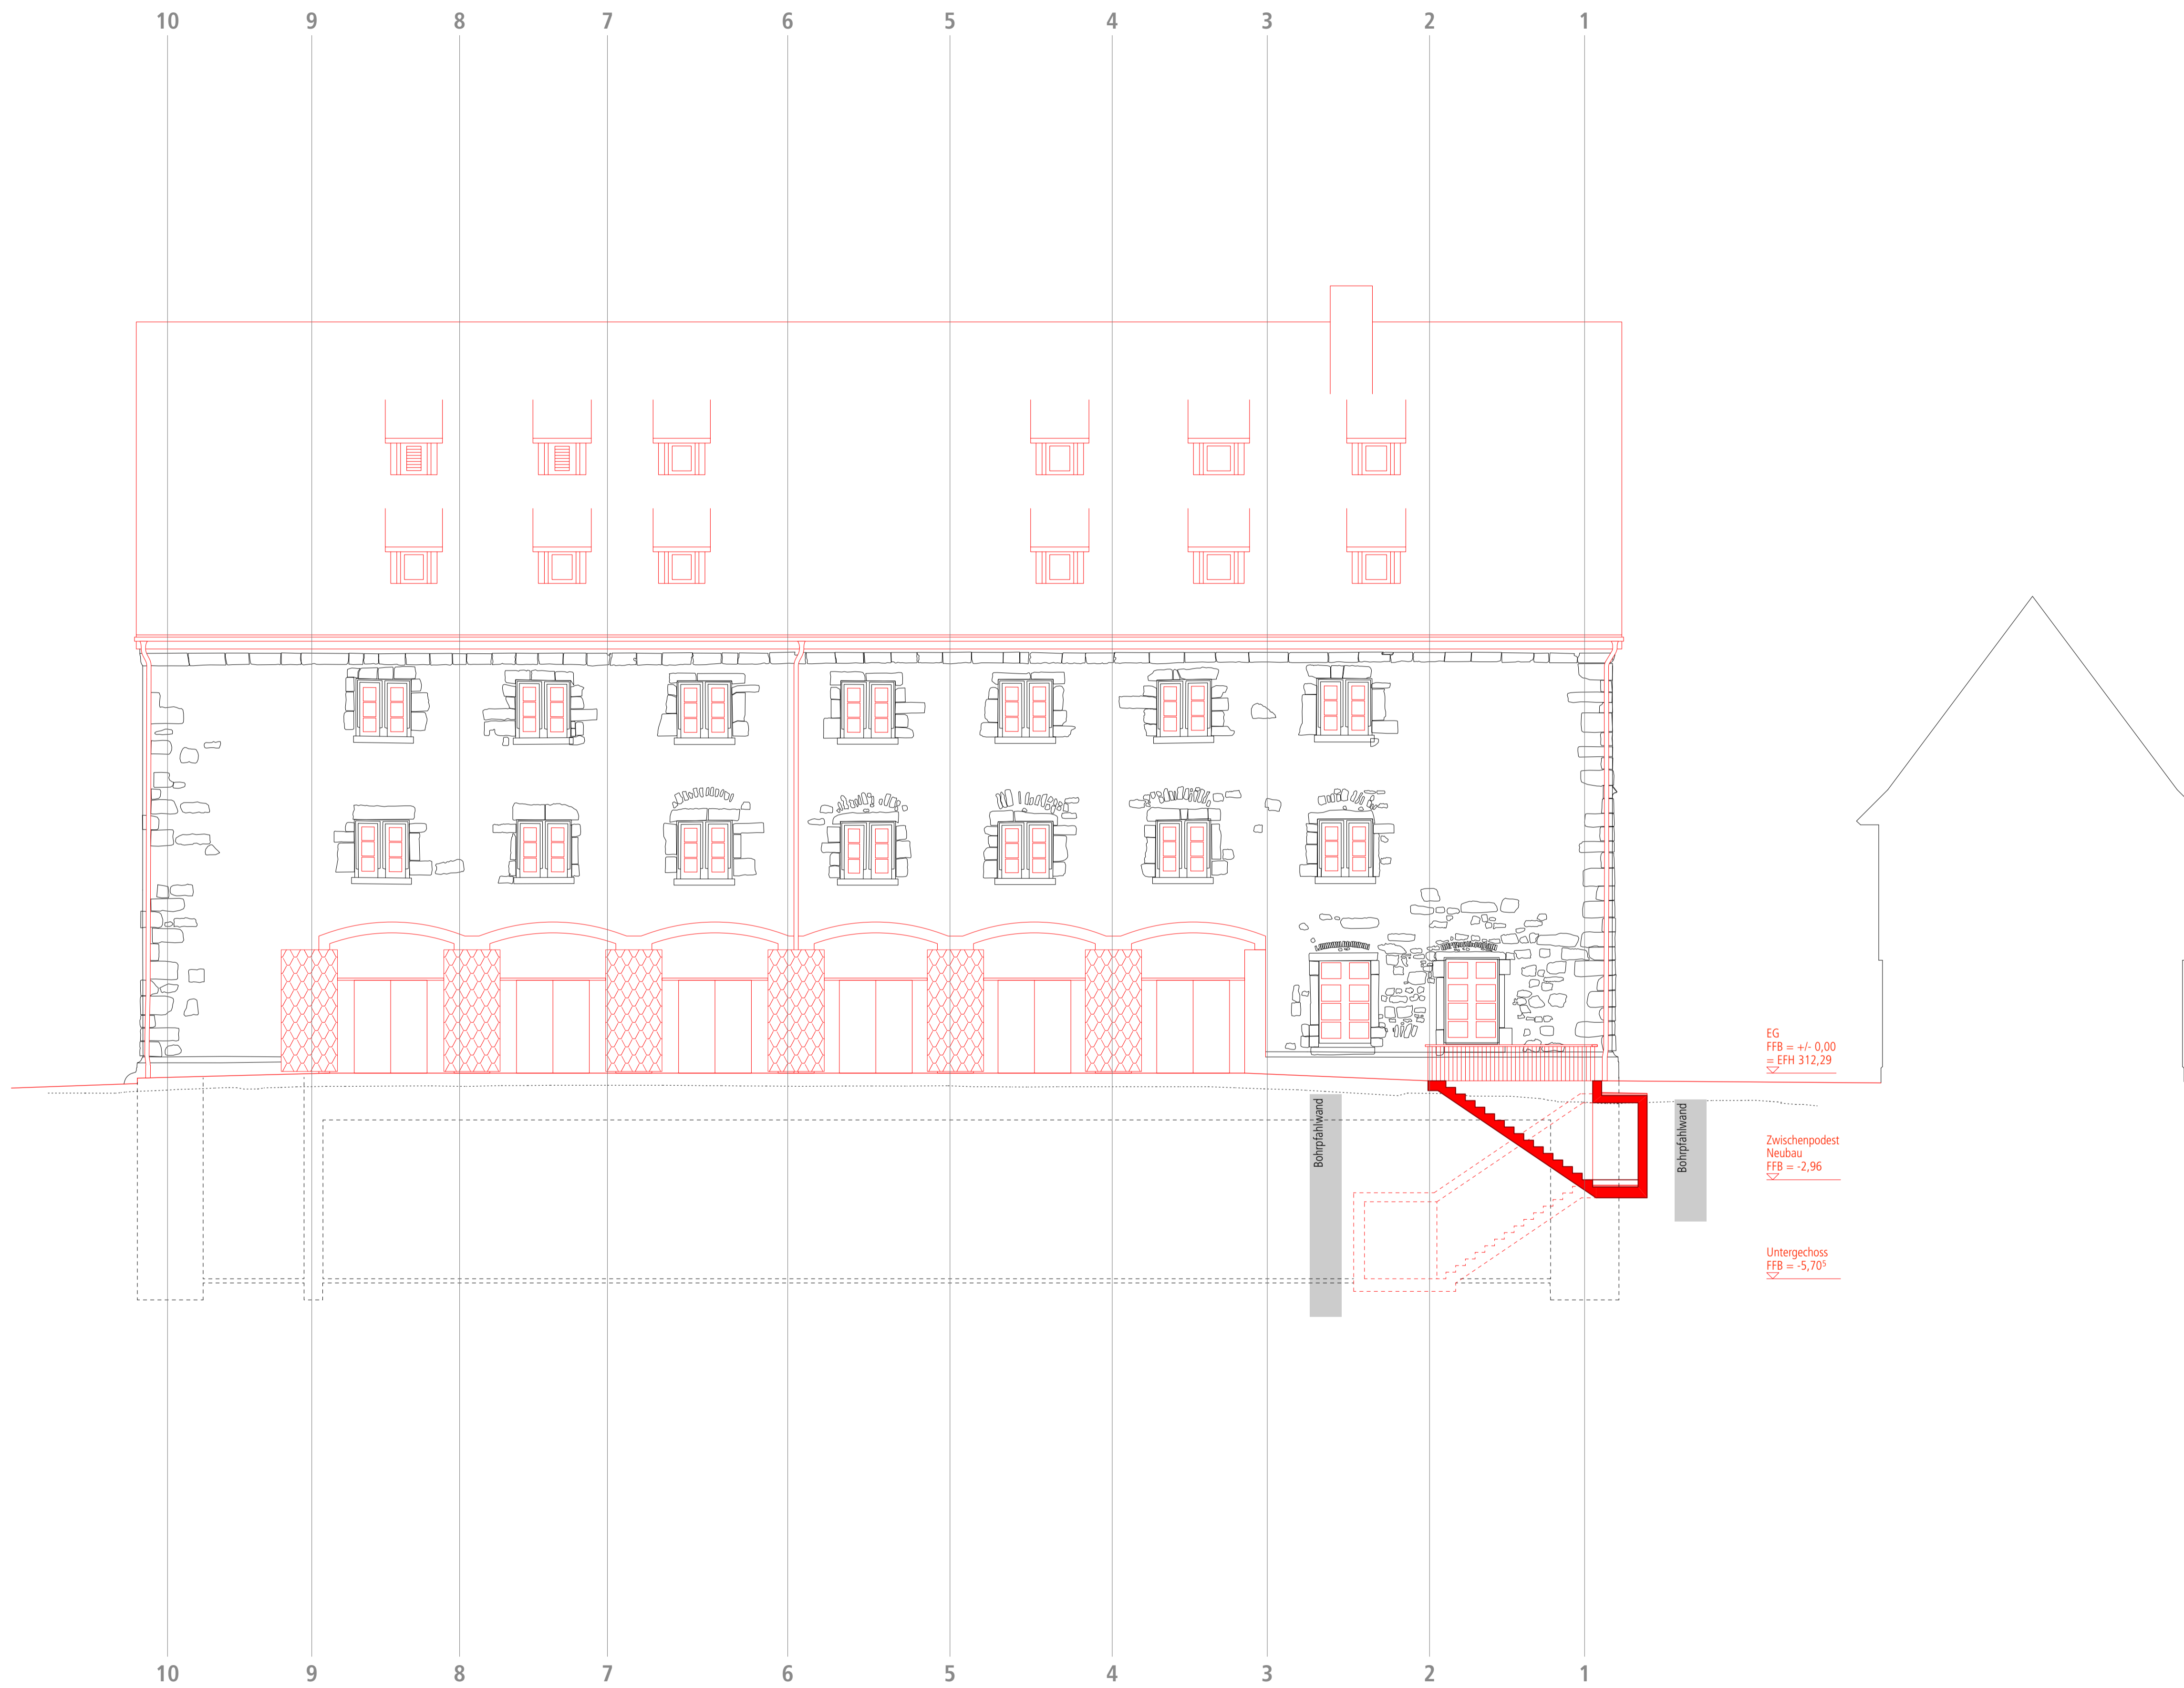 10 9 8 7 6 5 4 3 2 1
EG
FFB = +/- 0,00
= EFH 312,29
Bohrpfahlwand
Bohrpfahlwand
Zwischenpodest
Neubau
FFB = -2,96
Untergechoss
FFB = -5,70⁵
10 9 8 7 6 5 4 3 2 1